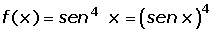 f(x) = sen⁴ x = (sen x)⁴